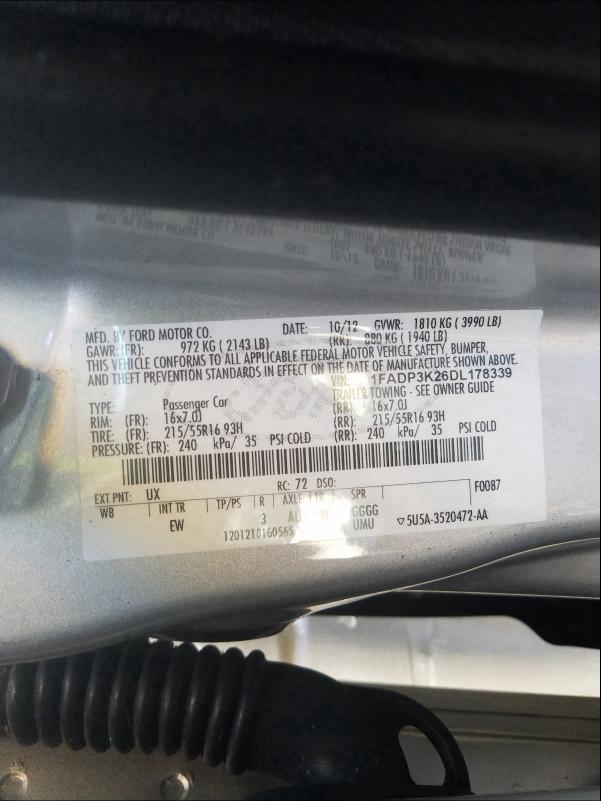 MFD. BY FORD MOTOR CO. DATE: 10/12 GVWR: 1810 KG ( 3990 LB)
GAWR:(FR): 972 KG ( 2143 LB) (RR): 880 KG ( 1940 LB)
THIS VEHICLE CONFORMS TO ALL APPLICABLE FEDERAL MOTOR VEHICLE SAFETY, BUMPER,
AND THEFT PREVENTION STANDARDS IN EFFECT ON THE DATE OF MANUFACTURE SHOWN ABOVE.
VIN: 1FADP3K26DL178339
TYPE: Passenger Car TRAILER TOWING - SEE OWNER GUIDE
RIM: (FR): 16x7.0J (RR): 16x7.0J
TIRE: (FR): 215/55R16 93H (RR): 215/55R16 93H
PRESSURE: (FR): 240 kPa/ 35 PSI COLD (RR): 240 kPa/ 35 PSI COLD
EXT PNT: UX RC: 72 DSO: F0087
WB INT TR TP/PS R AXLE TR SPR
EW 3 GGGG
1201210160565 UMU ▽5U5A-3520472-AA